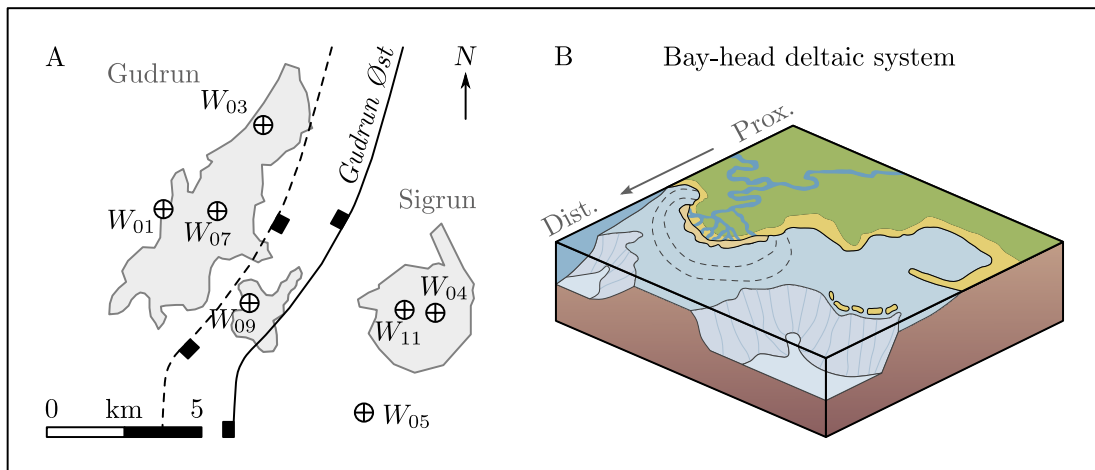 A
Gudrun
W03
W01
W07
W09
Gudrun Øst
N
Sigrun
W04
W11
W05
0 km 5
B
Bay-head deltaic system
Prox.
Dist.